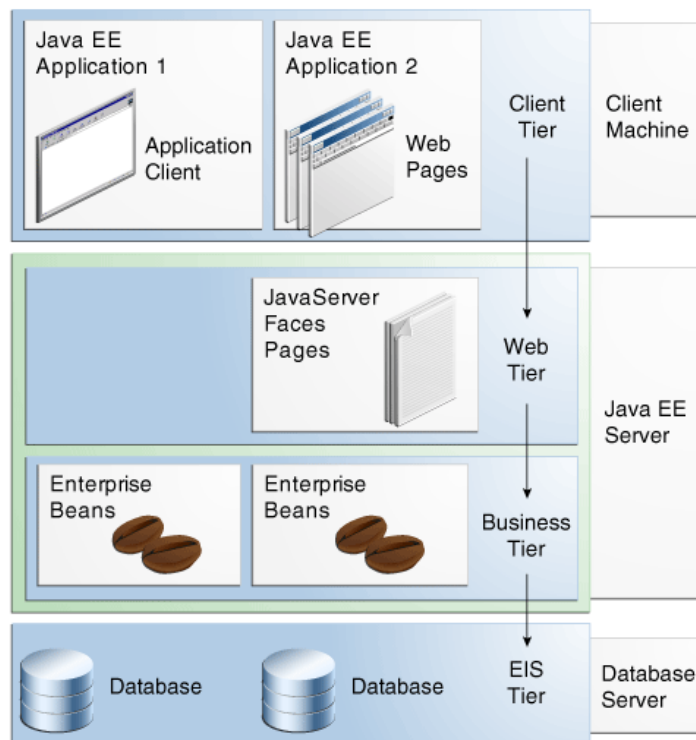 Java EE
Application 1
Application
Client
Java EE
Application 2
Web
Pages
Client
Tier
Client
Machine
JavaServer
Faces
Pages
Web
Tier
Java EE
Server
Enterprise
Beans
Enterprise
Beans
Business
Tier
Database
Database
EIS
Tier
Database
Server